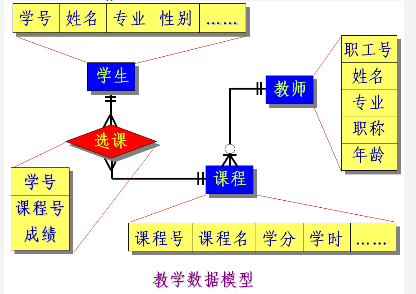 学号 姓名 专业 性别 ……
学生
教师
职工号
姓名
专业
职称
年龄
选课
学号
课程号
成绩
课程
课程号 课程名 学分 学时 ……
教学数据模型